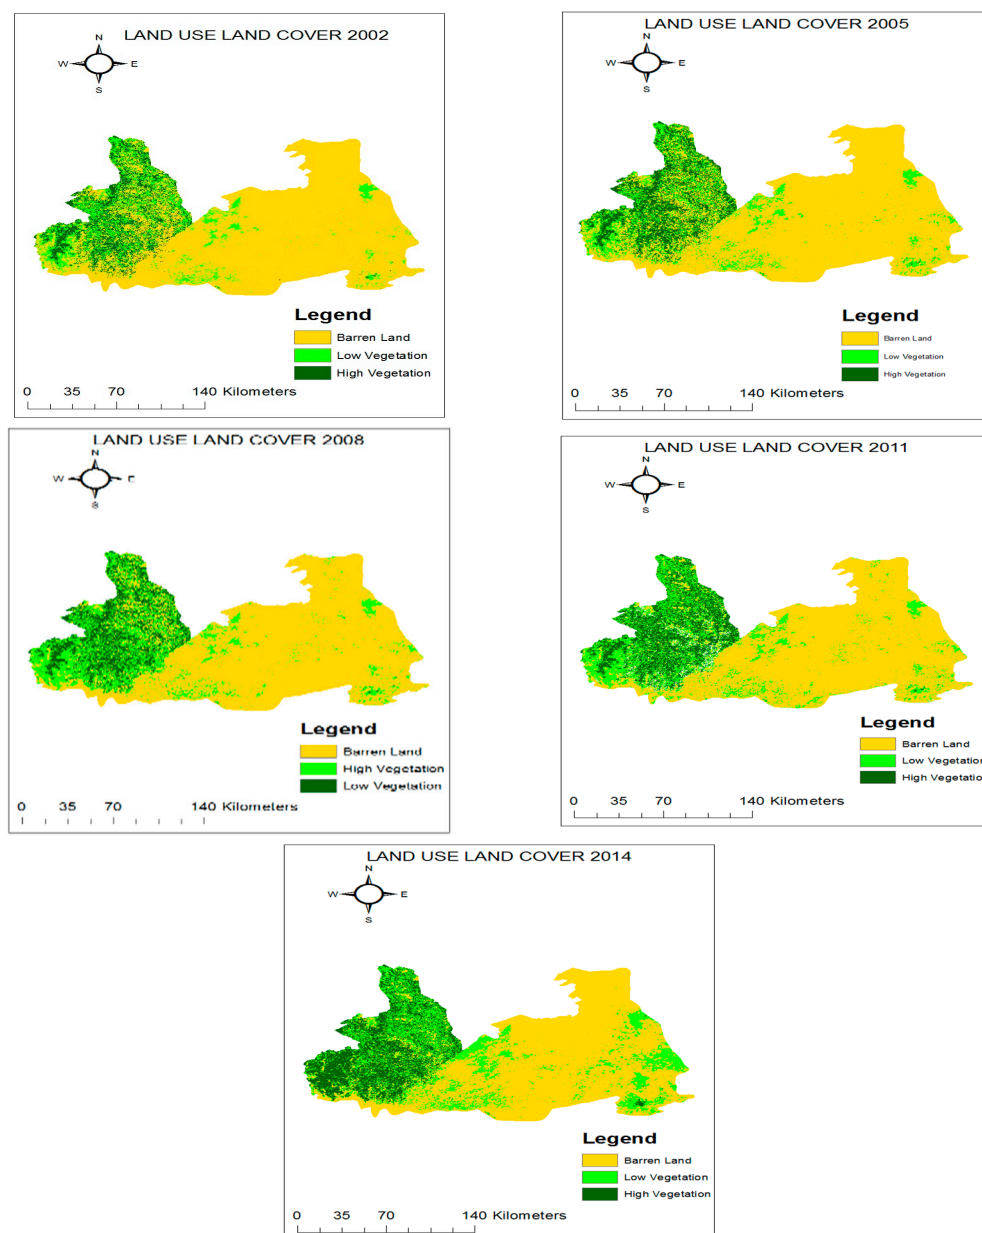 LAND USE LAND COVER 2002
N
W E
S
Legend
Barren Land
Low Vegetation
High Vegetation
0 35 70 140 Kilometers
LAND USE LAND COVER 2005
N
W E
S
Legend
Barren Land
Low Vegetation
High Vegetation
0 35 70 140 Kilometers
LAND USE LAND COVER 2008
N
W E
S
Legend
Barren Land
High Vegetation
Low Vegetation
0 35 70 140 Kilometers
LAND USE LAND COVER 2011
N
W E
S
Legend
Barren Land
Low Vegetation
High Vegetation
0 35 70 140 Kilometers
LAND USE LAND COVER 2014
N
W E
S
Legend
Barren Land
Low Vegetation
High Vegetation
0 35 70 140 Kilometers